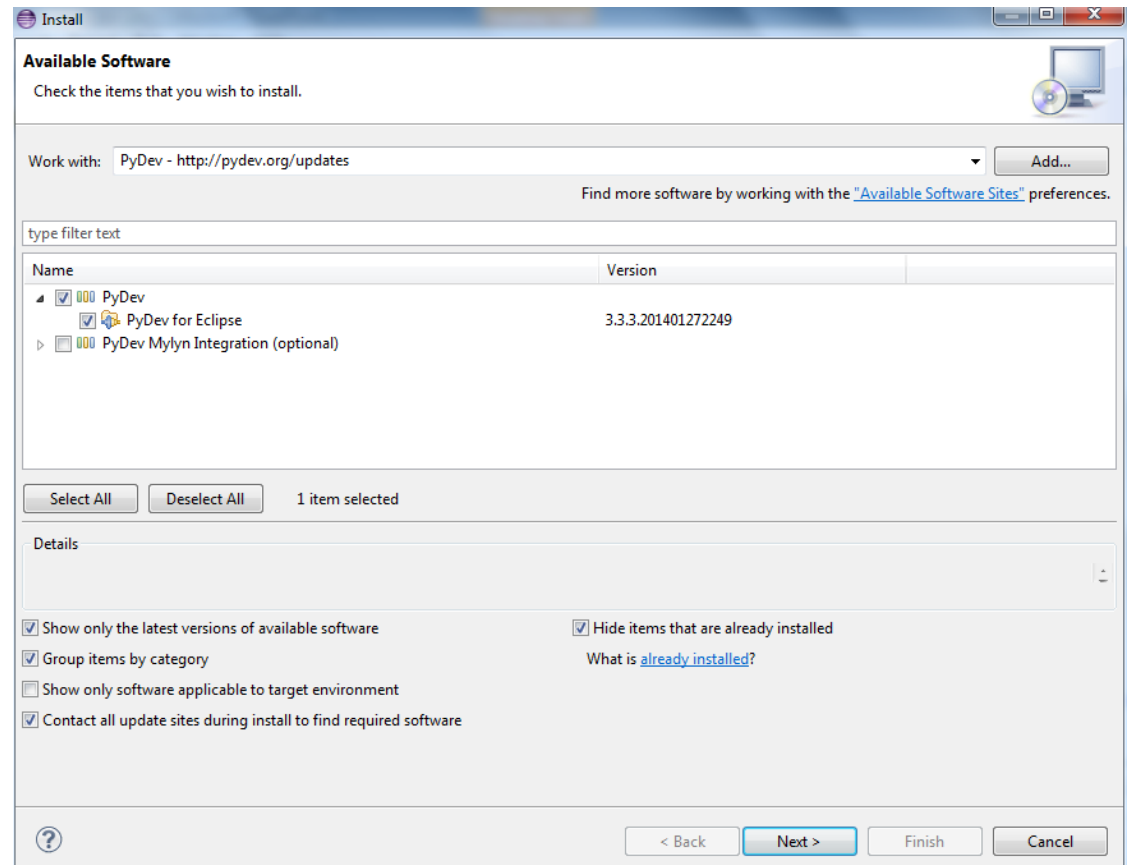 Install
Available Software
Check the items that you wish to install.
Work with: PyDev - http://pydev.org/updates Add...
Find more software by working with the "Available Software Sites" preferences.
type filter text
Name Version
PyDev
PyDev for Eclipse 3.3.3.201401272249
PyDev Mylyn Integration (optional)
Select All Deselect All 1 item selected
Details
Show only the latest versions of available software Hide items that are already installed
Group items by category What is already installed?
Show only software applicable to target environment
Contact all update sites during install to find required software
? < Back Next > Finish Cancel